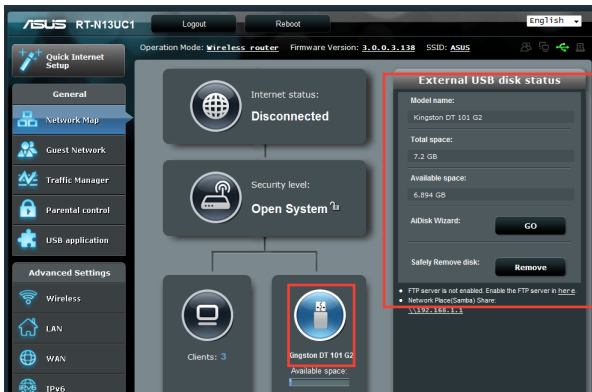 ASUS RT-N13UC1
Logout
Reboot
English
Operation Mode: Wireless router Firmware Version: 3.0.0.3.138 SSID: ASUS
Quick Internet
Setup
General
Network Map
Guest Network
Traffic Manager
Parental control
USB application
Advanced Settings
Wireless
LAN
WAN
IPv6
Internet status:
Disconnected
Security level:
Open System
Clients: 3
Kingston DT 101 G2
Available space:
External USB disk status
Model name:
Kingston DT 101 G2
Total space:
7.2 GB
Available space:
6.894 GB
AiDisk Wizard:
GO
Safely Remove disk:
Remove
FTP server is not enabled. Enable the FTP server in here
Network Place(Samba) Share:
\\192.168.1.1